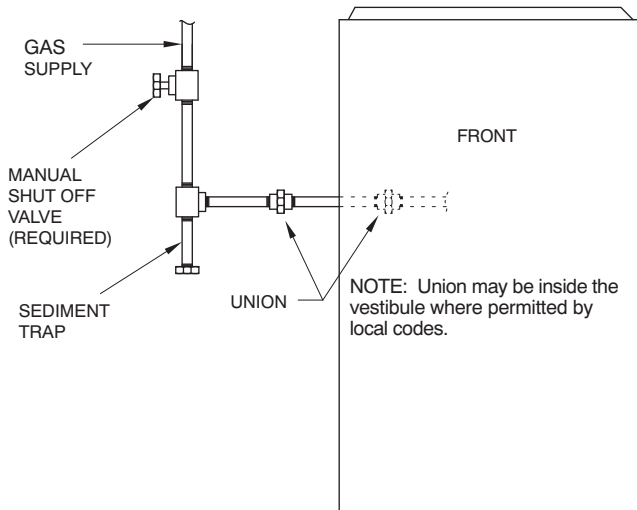 GAS
SUPPLY
FRONT
MANUAL
SHUT OFF
VALVE
(REQUIRED)
SEDIMENT
TRAP
UNION
NOTE: Union may be inside the
vestibule where permitted by
local codes.